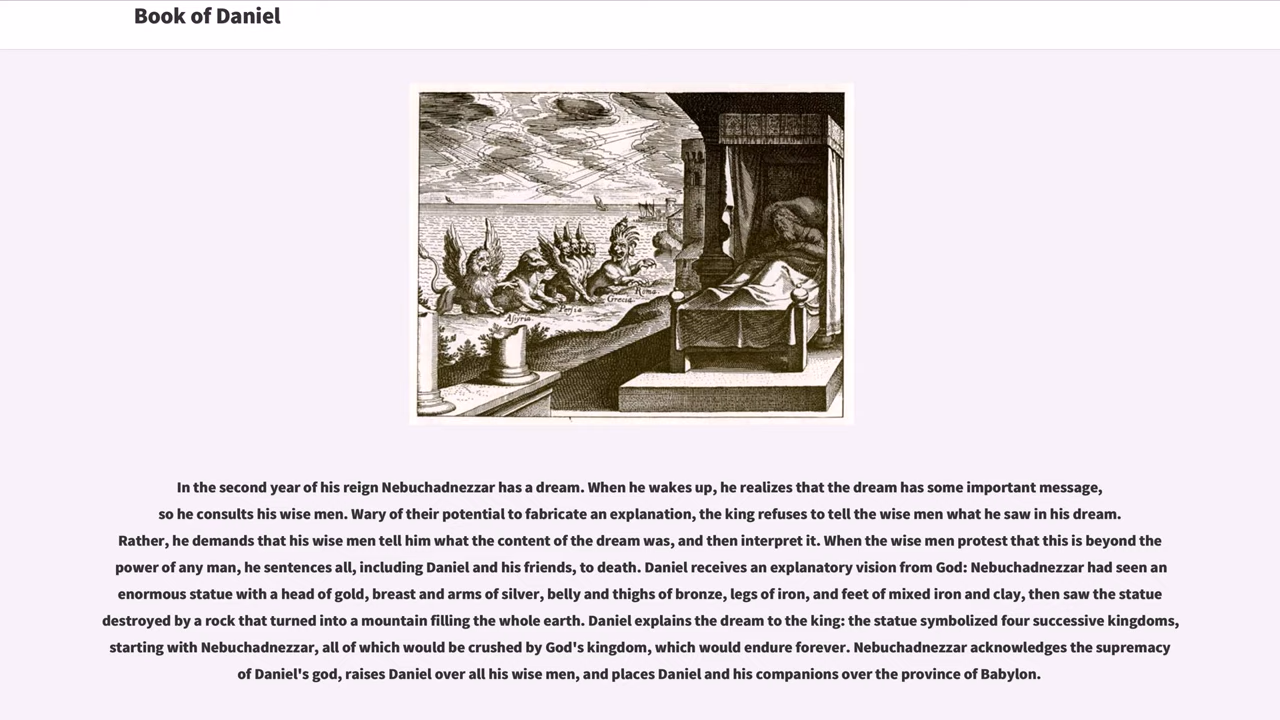 Book of Daniel
Assyria
Persia
Grecia
Roma.
In the second year of his reign Nebuchadnezzar has a dream. When he wakes up, he realizes that the dream has some important message,
so he consults his wise men. Wary of their potential to fabricate an explanation, the king refuses to tell the wise men what he saw in his dream.
Rather, he demands that his wise men tell him what the content of the dream was, and then interpret it. When the wise men protest that this is beyond the
power of any man, he sentences all, including Daniel and his friends, to death. Daniel receives an explanatory vision from God: Nebuchadnezzar had seen an
enormous statue with a head of gold, breast and arms of silver, belly and thighs of bronze, legs of iron, and feet of mixed iron and clay, then saw the statue
destroyed by a rock that turned into a mountain filling the whole earth. Daniel explains the dream to the king: the statue symbolized four successive kingdoms,
starting with Nebuchadnezzar, all of which would be crushed by God's kingdom, which would endure forever. Nebuchadnezzar acknowledges the supremacy
of Daniel's god, raises Daniel over all his wise men, and places Daniel and his companions over the province of Babylon.